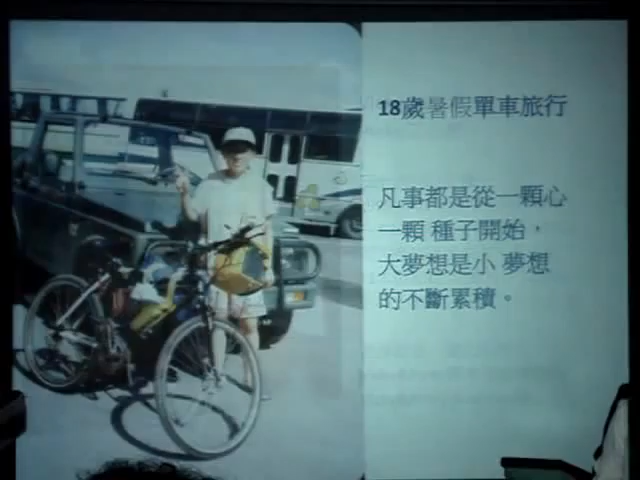 18歲暑假單車旅行
凡事都是從一顆心
一顆 種子開始，
大夢想是小 夢想
的不斷累積。